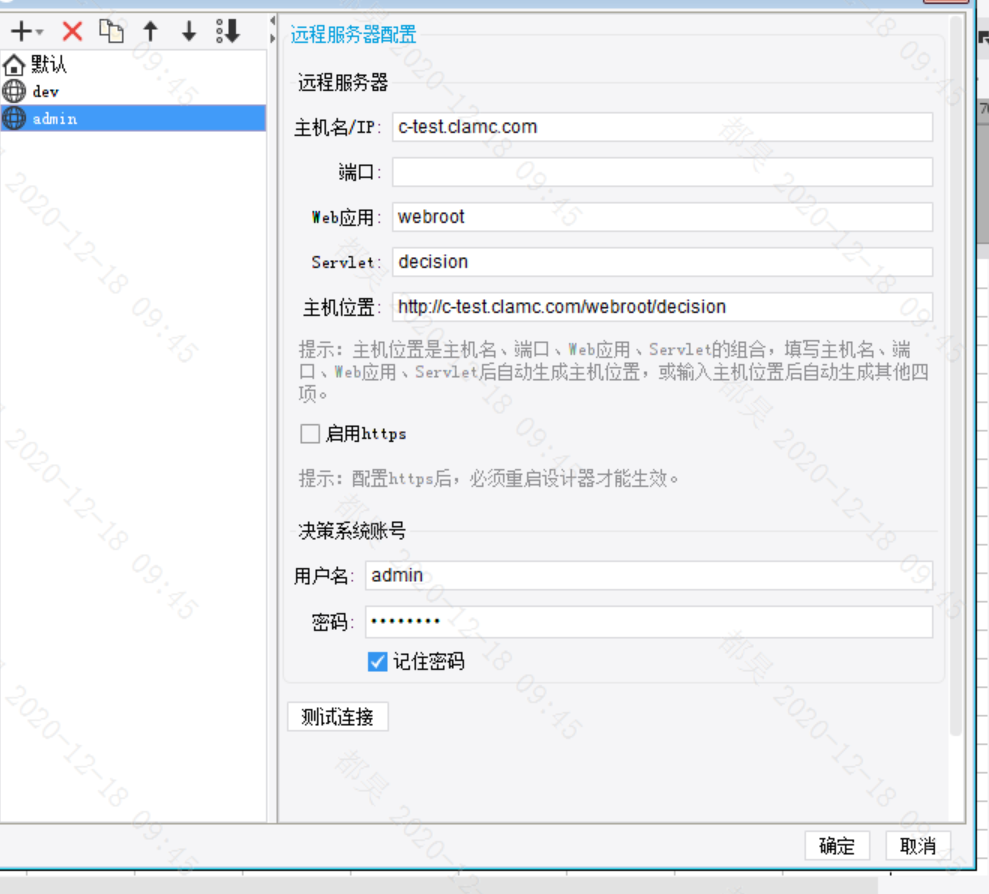 远程服务器配置
默认
dev
admin
远程服务器
主机名/IP: c-test.clamc.com
端口:
Web应用: webroot
Servlet: decision
主机位置: http://c-test.clamc.com/webroot/decision
提示: 主机位置是主机名、端口、Web应用、Servlet的组合, 填写主机名、端
口、Web应用、Servlet后自动生成主机位置, 或输入主机位置后自动生成其他四
项。
启用https
提示: 配置https后, 必须重启设计器才能生效。
决策系统账号
用户名: admin
密码: ••••••••
记住密码
测试连接
确定
取消
都昊 2020-12-18 09:45